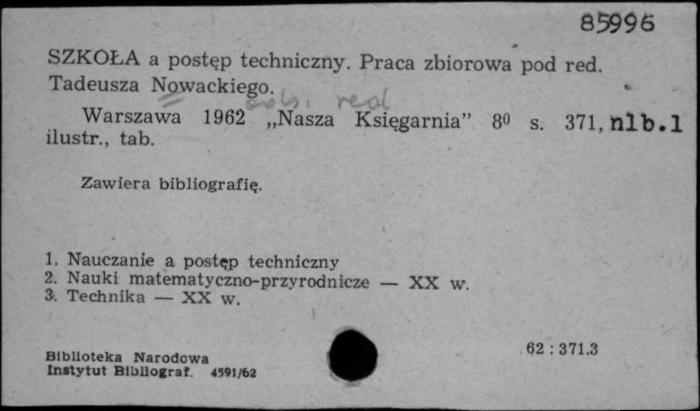 85996
SZKOŁA a postęp techniczny. Praca zbiorowa pod red.
Tadeusza Nowackiego.
odb. real
Warszawa 1962 „Nasza Księgarnia” 8⁰ s. 371, nlb.1
ilustr., tab.
Zawiera bibliografię.
1. Nauczanie a postęp techniczny
2. Nauki matematyczno-przyrodnicze — XX w.
3. Technika — XX w.
62 : 371.3
Biblioteka Narodowa
Instytut Bibliograf. 4591/62